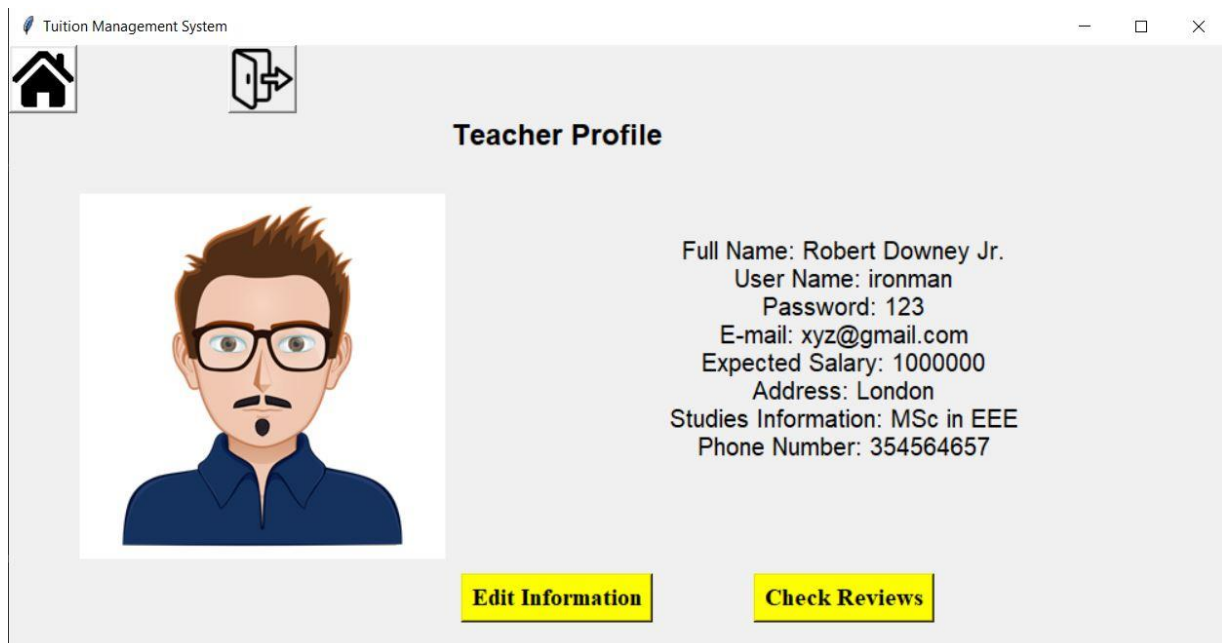 Tuition Management System
Teacher Profile
Full Name: Robert Downey Jr.
User Name: ironman
Password: 123
E-mail: xyz@gmail.com
Expected Salary: 1000000
Address: London
Studies Information: MSc in EEE
Phone Number: 354564657
Edit Information
Check Reviews